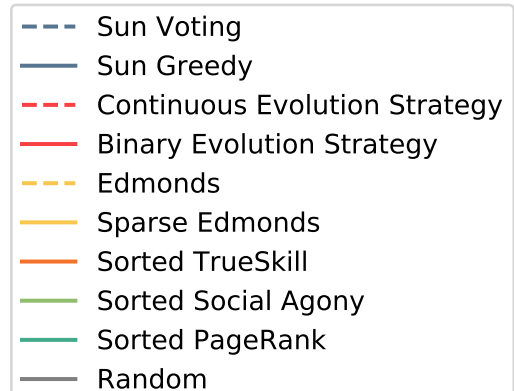 Sun Voting
Sun Greedy
Continuous Evolution Strategy
Binary Evolution Strategy
Edmonds
Sparse Edmonds
Sorted TrueSkill
Sorted Social Agony
Sorted PageRank
Random